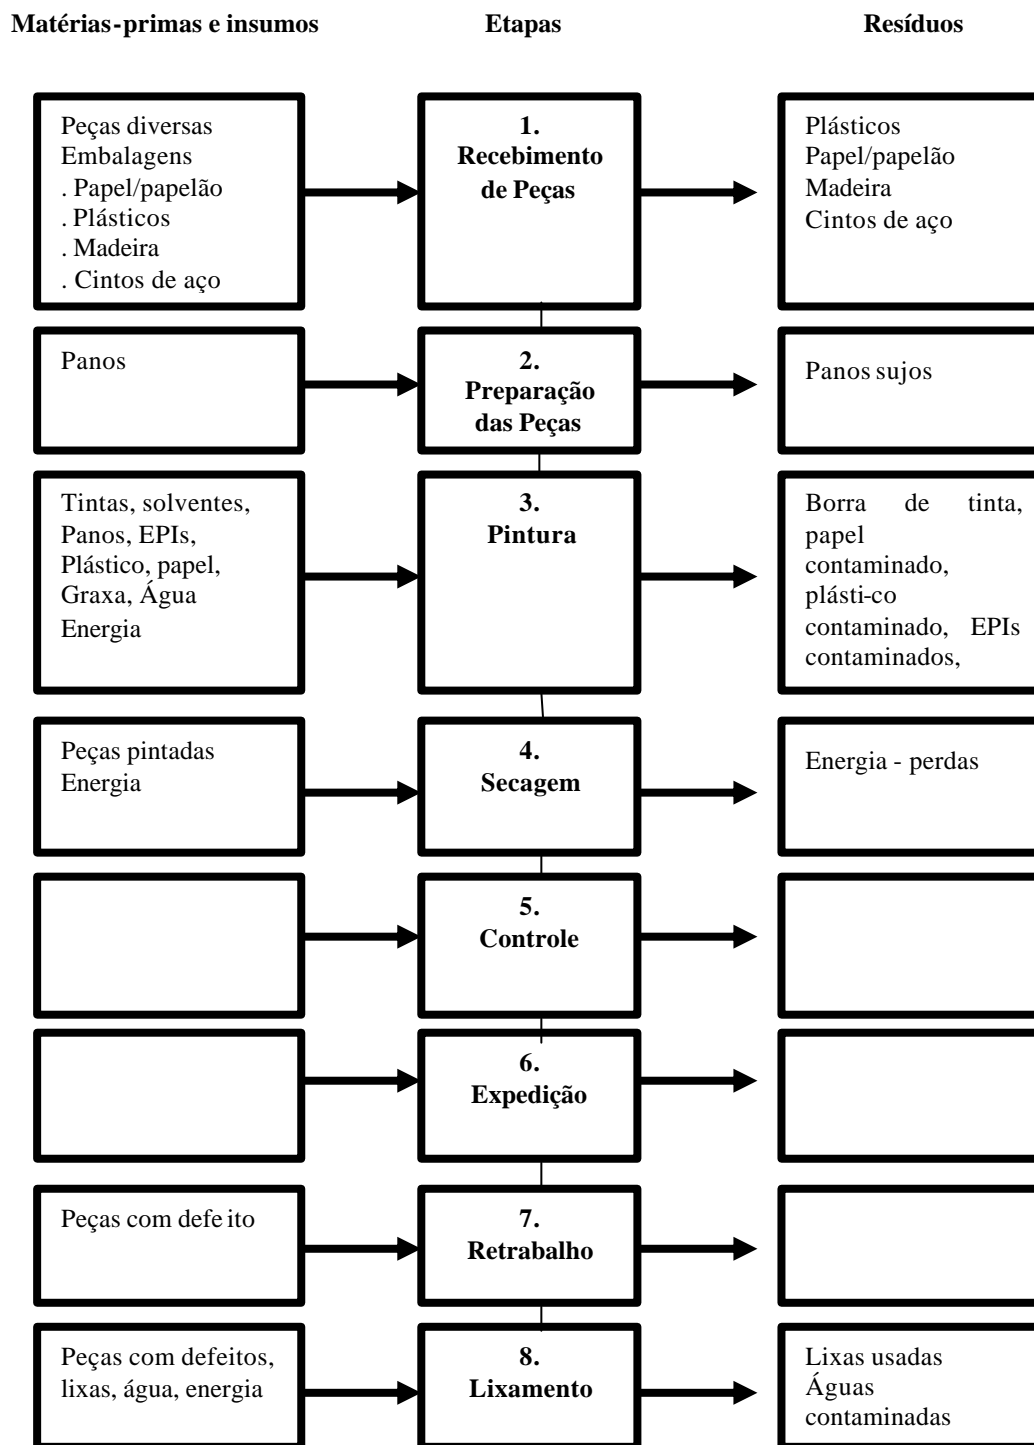 Matérias-primas e insumos Etapas Resíduos
Peças diversas
Embalagens
. Papel/papelão
. Plásticos
. Madeira
. Cintos de aço
1.
Recebimento
de Peças
Plásticos
Papel/papelão
Madeira
Cintos de aço
Panos
2.
Preparação
das Peças
Panos sujos
Tintas, solventes,
Panos, EPIs,
Plástico, papel,
Graxa, Água
Energia
3.
Pintura
Borra de tinta,
papel
contaminado,
plásti-co
contaminado, EPIs
contaminados,
Peças pintadas
Energia
4.
Secagem
Energia - perdas
5.
Controle
6.
Expedição
Peças com defeito
7.
Retrabalho
Peças com defeitos,
lixas, água, energia
8.
Lixamento
Lixas usadas
Águas
contaminadas